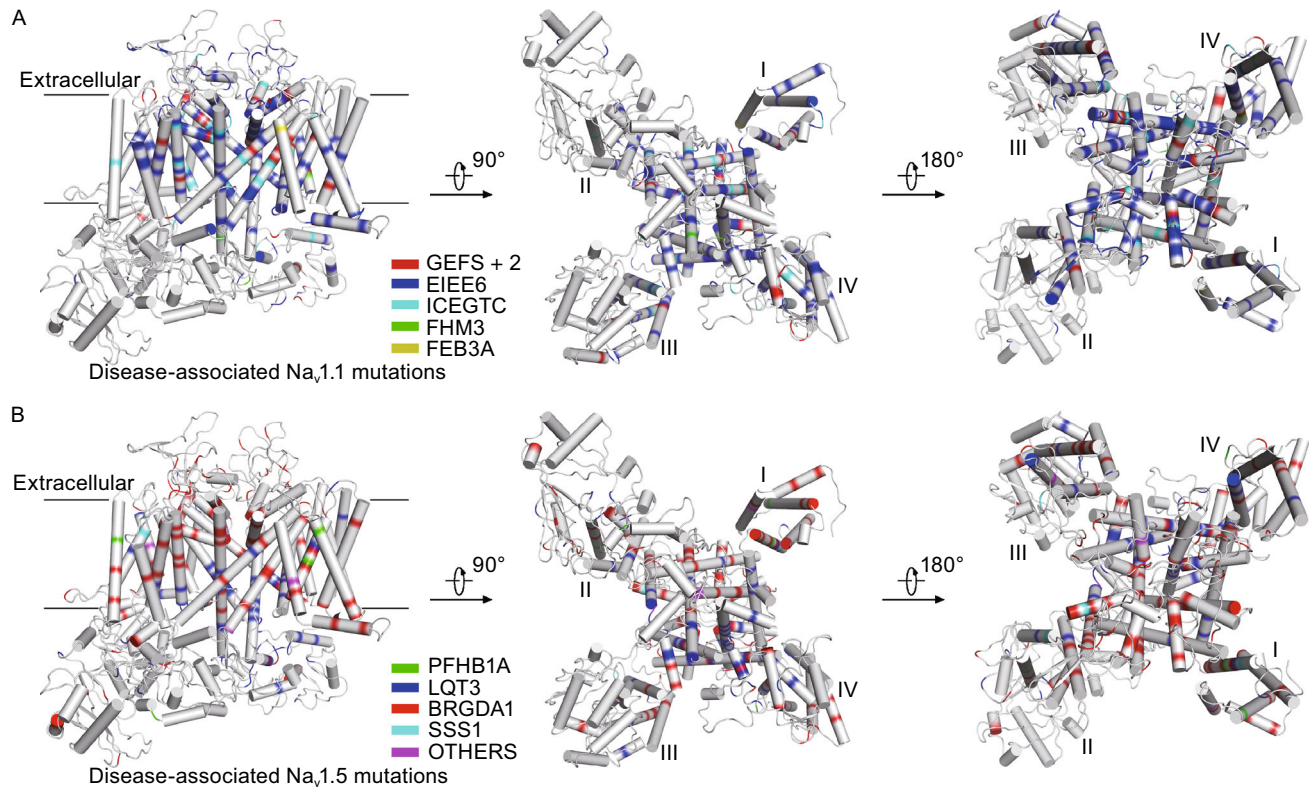 A
Extracellular
90°
180°
I
II
III
IV
IV
III
I
II
GEFS + 2
EIEE6
ICEGTC
FHM3
FEB3A
Disease-associated Nav1.1 mutations
B
Extracellular
90°
180°
I
II
III
IV
IV
III
I
II
PFHB1A
LQT3
BRGDA1
SSS1
OTHERS
Disease-associated Nav1.5 mutations